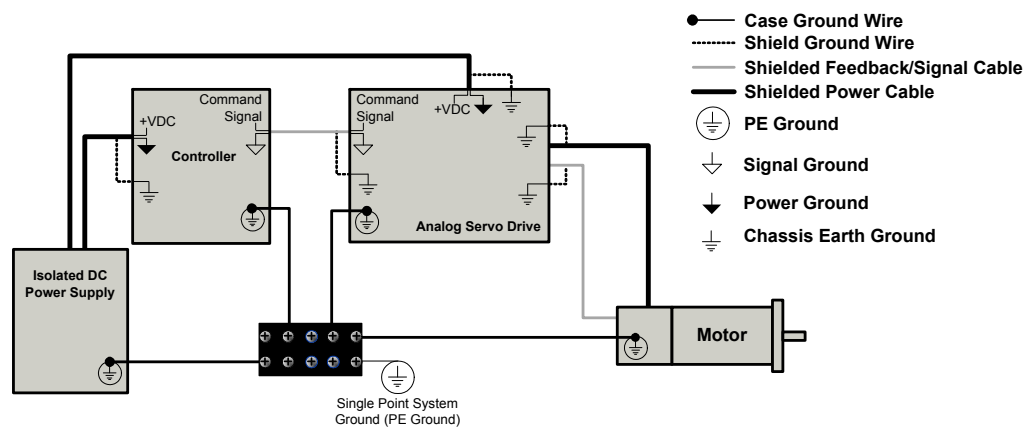 Case Ground Wire
Shield Ground Wire
Shielded Feedback/Signal Cable
Shielded Power Cable
PE Ground
Signal Ground
Power Ground
Chassis Earth Ground
+VDC
Command
Signal
Controller
Command
Signal
+VDC
Analog Servo Drive
Isolated DC
Power Supply
Motor
Single Point System
Ground (PE Ground)